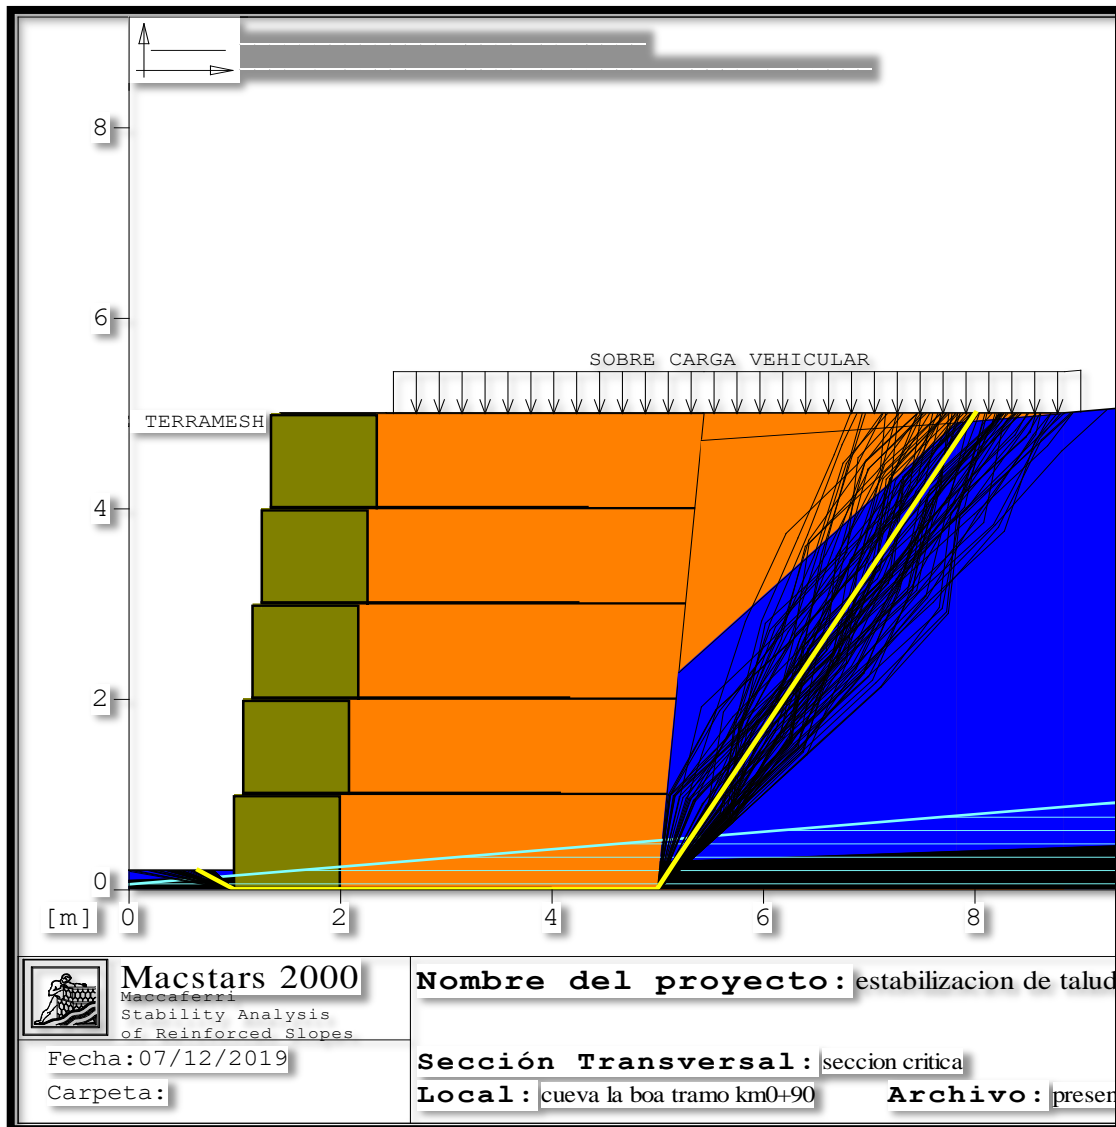 8
6
SOBRE CARGA VEHICULAR
TERRAMESH
4
2
0
[m] 0 2 4 6 8
Macstars 2000
Maccaferri
Stability Analysis
of Reinforced Slopes
Fecha:07/12/2019
Carpeta:
Nombre del proyecto: estabilizacion de talud
Sección Transversal: seccion critica
Local: cueva la boa tramo km0+90 Archivo: presen